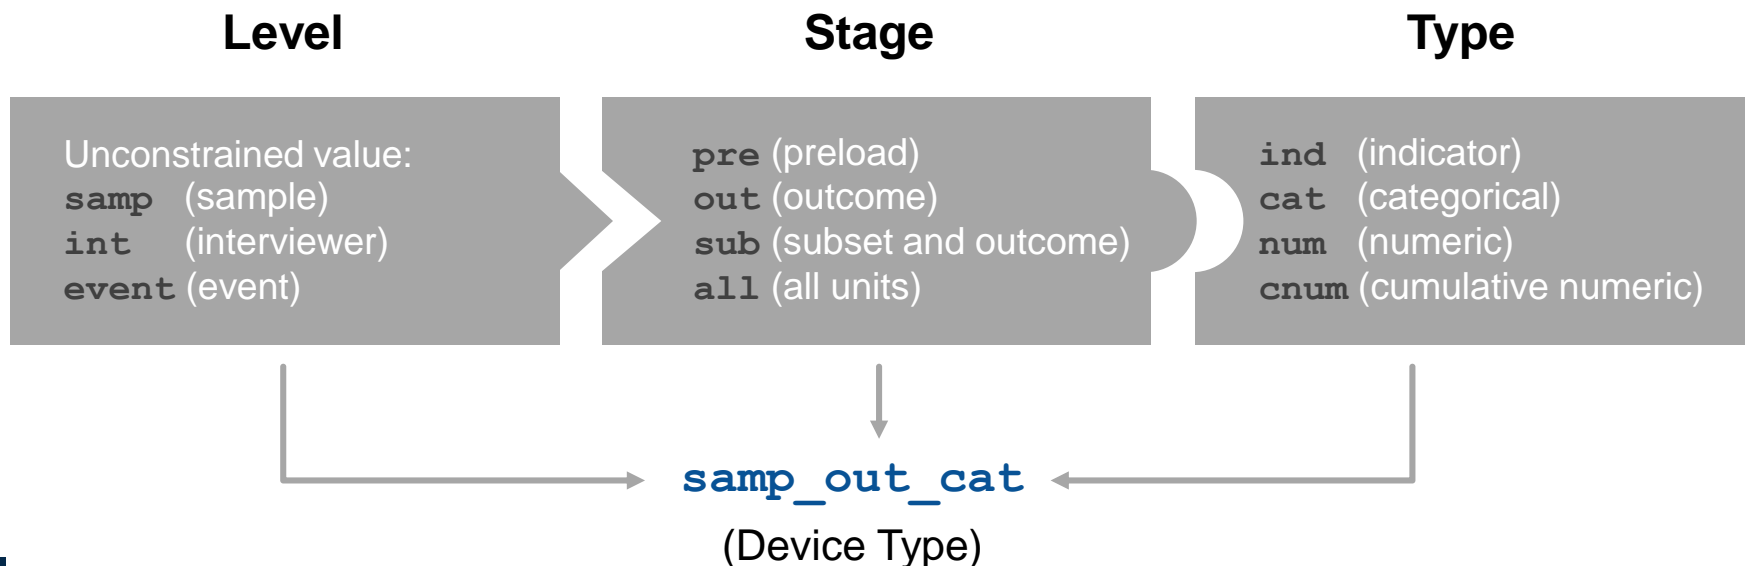 Level
Stage
Type
Unconstrained value:
samp (sample)
int (interviewer)
event (event)
pre (preload)
out (outcome)
sub (subset and outcome)
all (all units)
ind (indicator)
cat (categorical)
num (numeric)
cnum (cumulative numeric)
samp_out_cat
(Device Type)